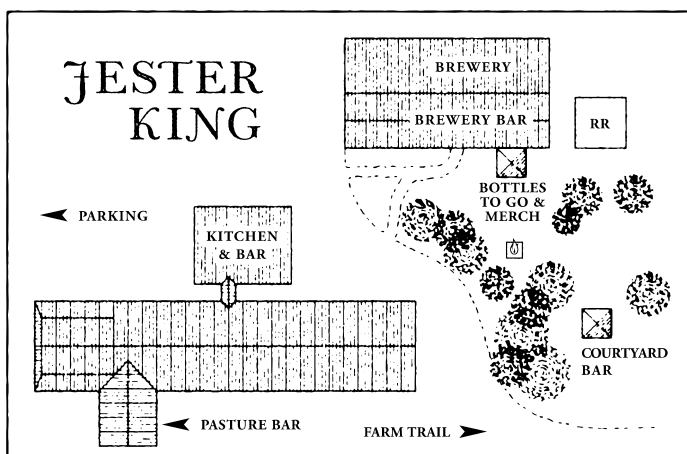 JESTER
KING
BREWERY
BREWERY BAR
RR
BOTTLES
TO GO &
MERCH
PARKING
KITCHEN
& BAR
COURTYARD
BAR
PASTURE BAR
FARM TRAIL